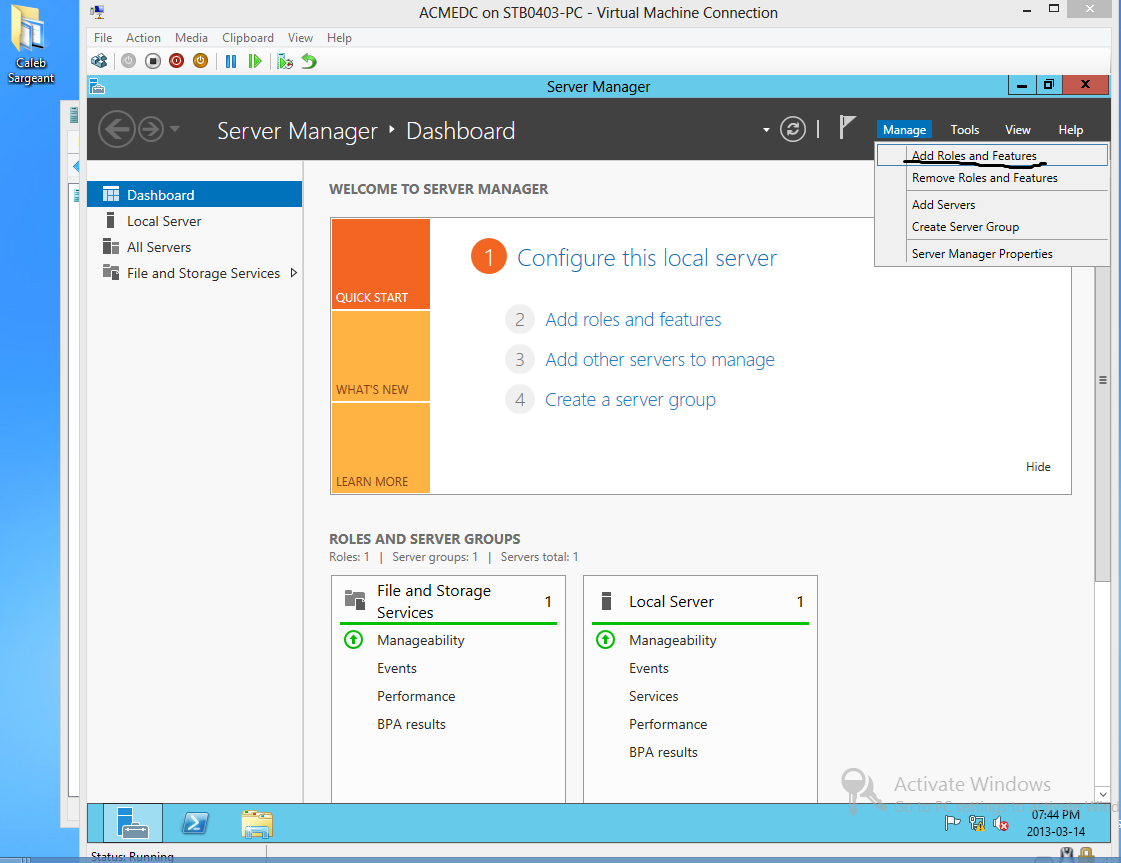 Caleb
Sargeant
ACMEDC on STB0403-PC - Virtual Machine Connection
File Action Media Clipboard View Help
Server Manager
Server Manager Dashboard
Manage Tools View Help
Add Roles and Features
Remove Roles and Features
Add Servers
Create Server Group
Server Manager Properties
Dashboard
Local Server
All Servers
File and Storage Services
WELCOME TO SERVER MANAGER
QUICK START
WHAT'S NEW
LEARN MORE
1 Configure this local server
2 Add roles and features
3 Add other servers to manage
4 Create a server group
Hide
ROLES AND SERVER GROUPS
Roles: 1 | Server groups: 1 | Servers total: 1
File and Storage
Services 1
Manageability
Events
Performance
BPA results
Local Server 1
Manageability
Events
Services
Performance
BPA results
Activate Windows
07:44 PM
2013-03-14
Status: Running